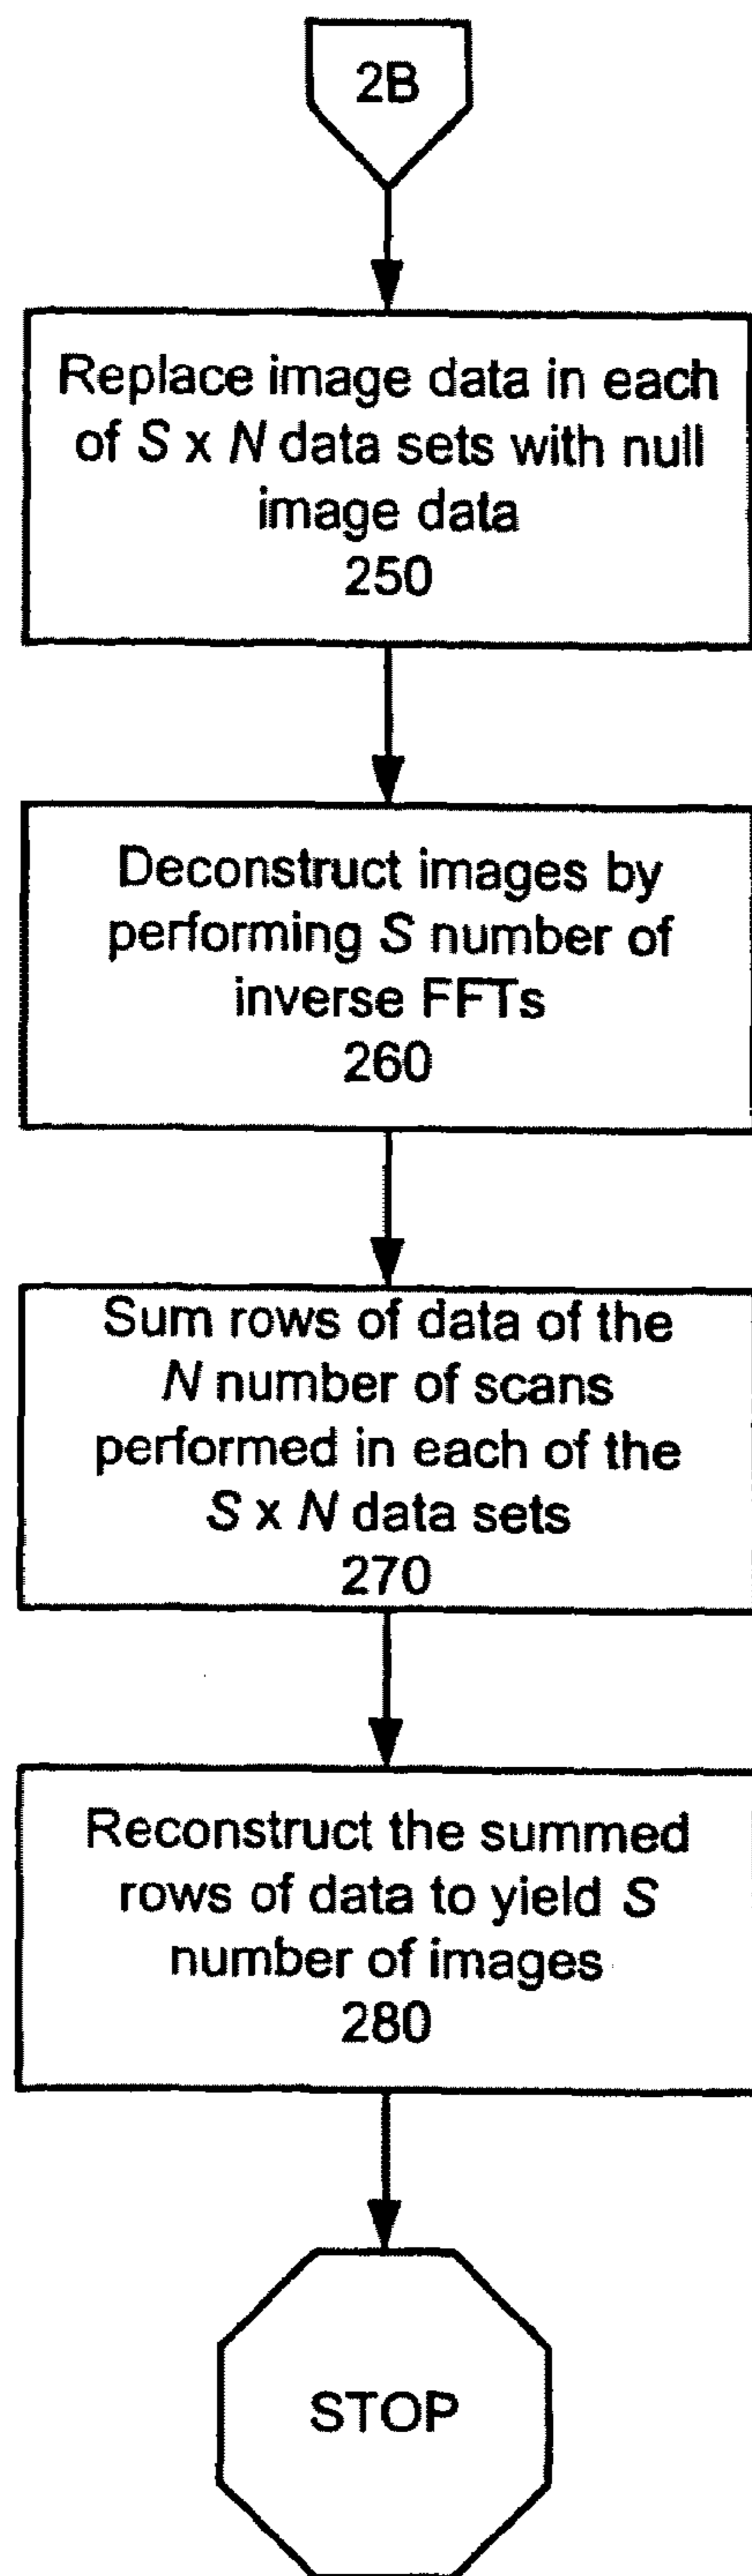 2B
Replace image data in each
of S x N data sets with null
image data
250
Deconstruct images by
performing S number of
inverse FFTs
260
Sum rows of data of the
N number of scans
performed in each of the
S x N data sets
270
Reconstruct the summed
rows of data to yield S
number of images
280
STOP